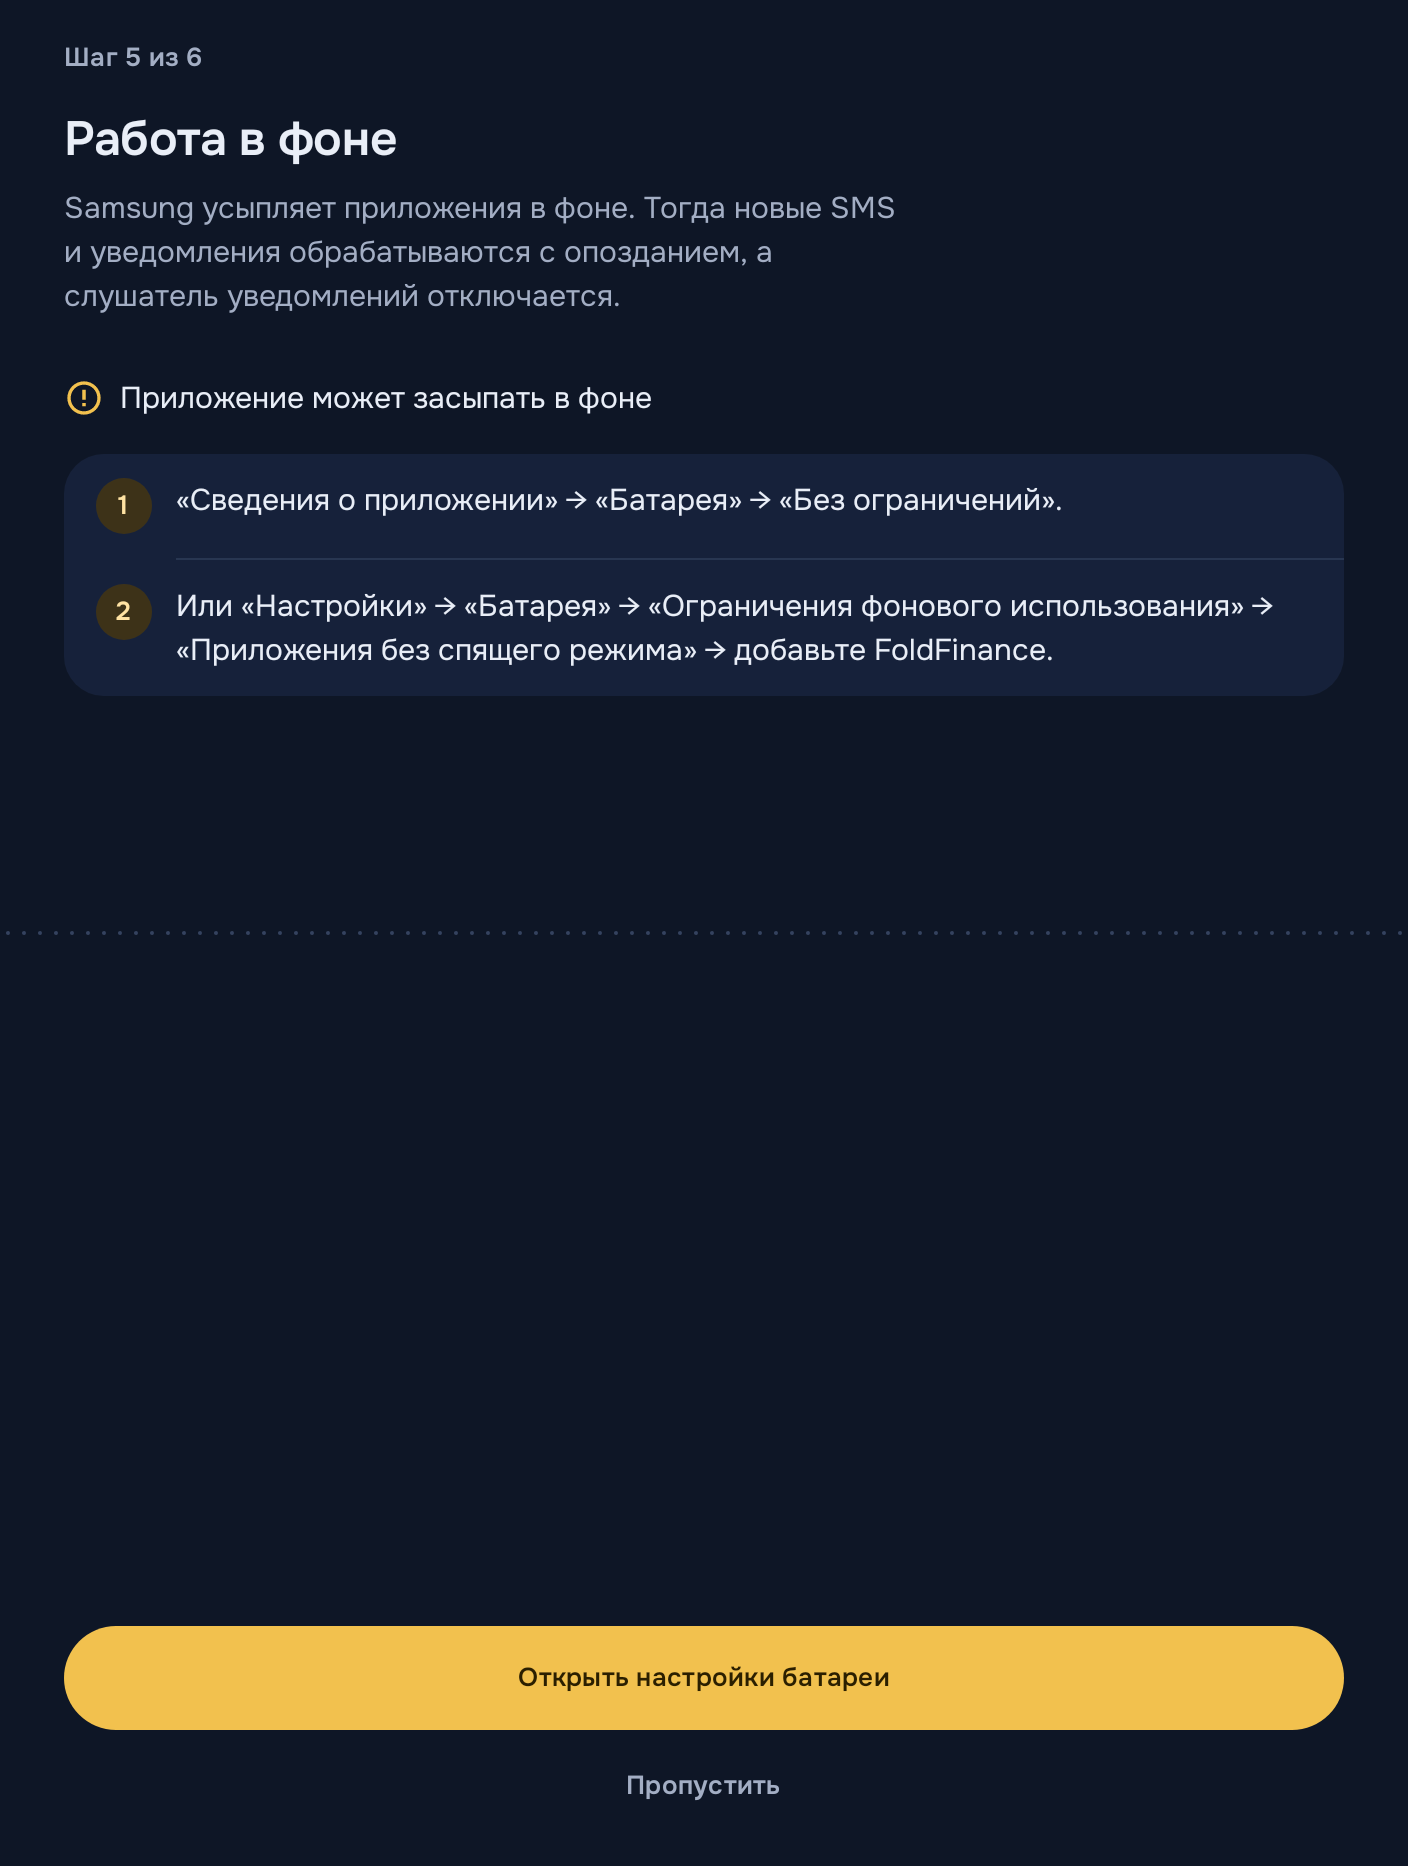 Шаг 5 из 6
Работа в фоне
Samsung усыпляет приложения в фоне. Тогда новые SMS
и уведомления обрабатываются с опозданием, а
слушатель уведомлений отключается.
Приложение может засыпать в фоне
1 «Сведения о приложении» → «Батарея» → «Без ограничений».
2 Или «Настройки» → «Батарея» → «Ограничения фонового использования» →
«Приложения без спящего режима» → добавьте FoldFinance.
Открыть настройки батареи
Пропустить